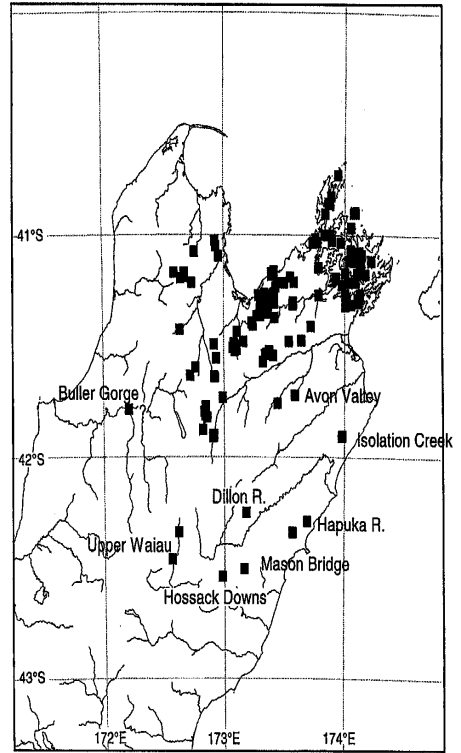 41°S
Buller Gorge
Avon Valley
Isolation Creek
42°S
Dillon R.
Hapuka R.
Upper Waiau
Mason Bridge
Hossack Downs
43°S
172°E
173°E
174°E